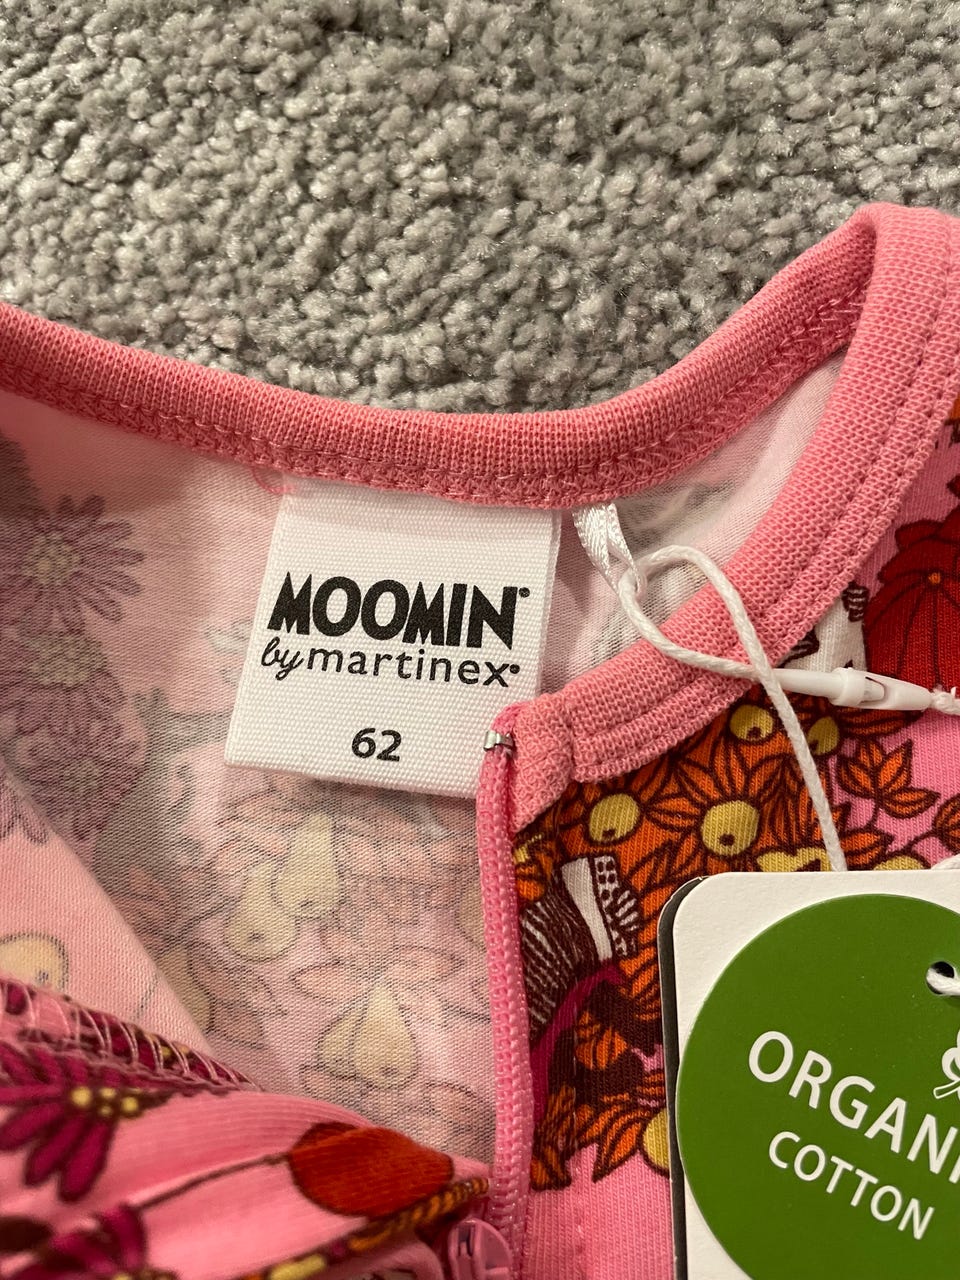 MOOMIN
by martinex
62
ORGANI
COTTON